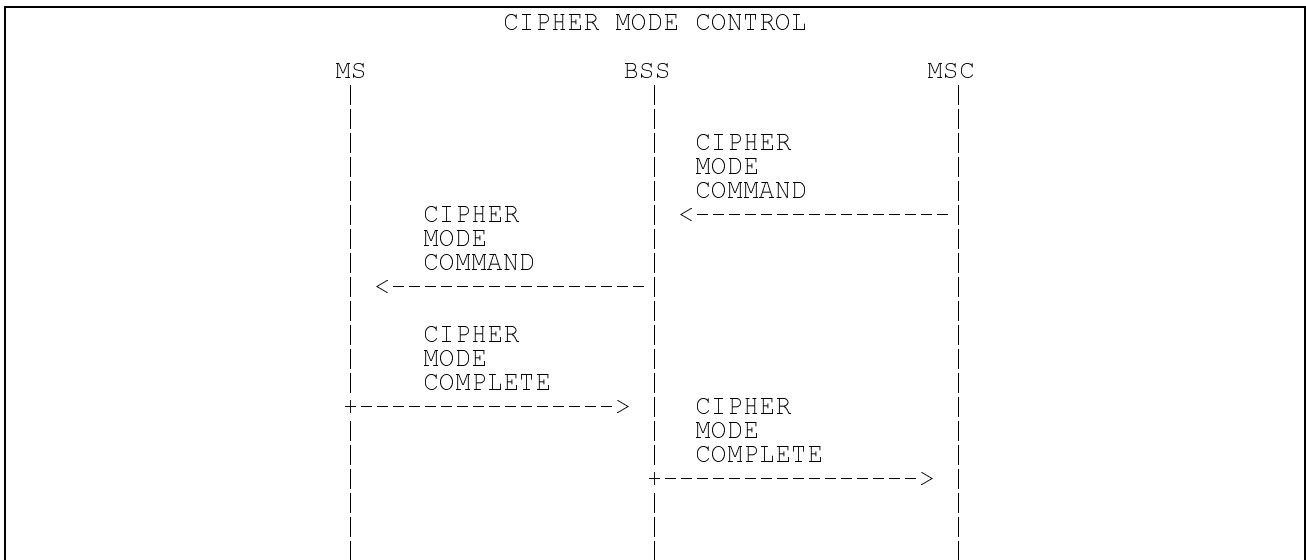 CIPHER MODE CONTROL
MS BSS MSC
CIPHER
MODE
COMMAND
CIPHER
MODE
COMMAND
CIPHER
MODE
COMPLETE
CIPHER
MODE
COMPLETE